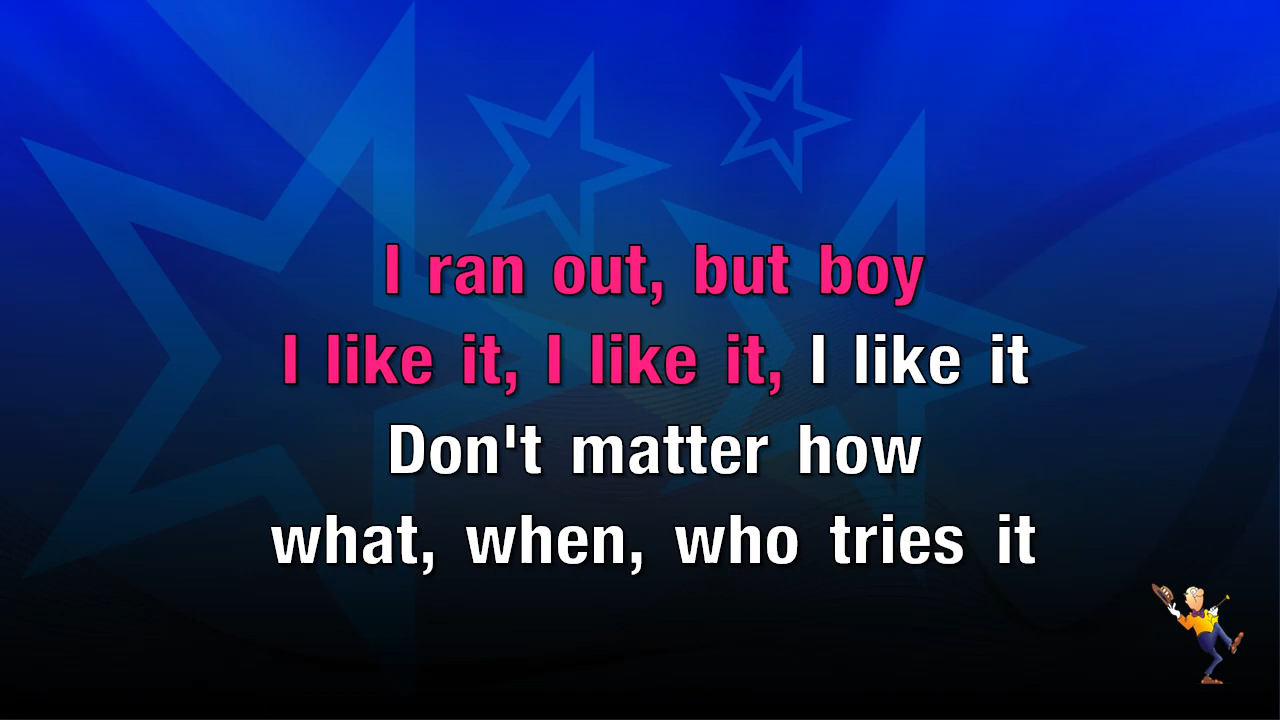 I ran out, but boy
I like it, I like it, I like it
Don't matter how
what, when, who tries it